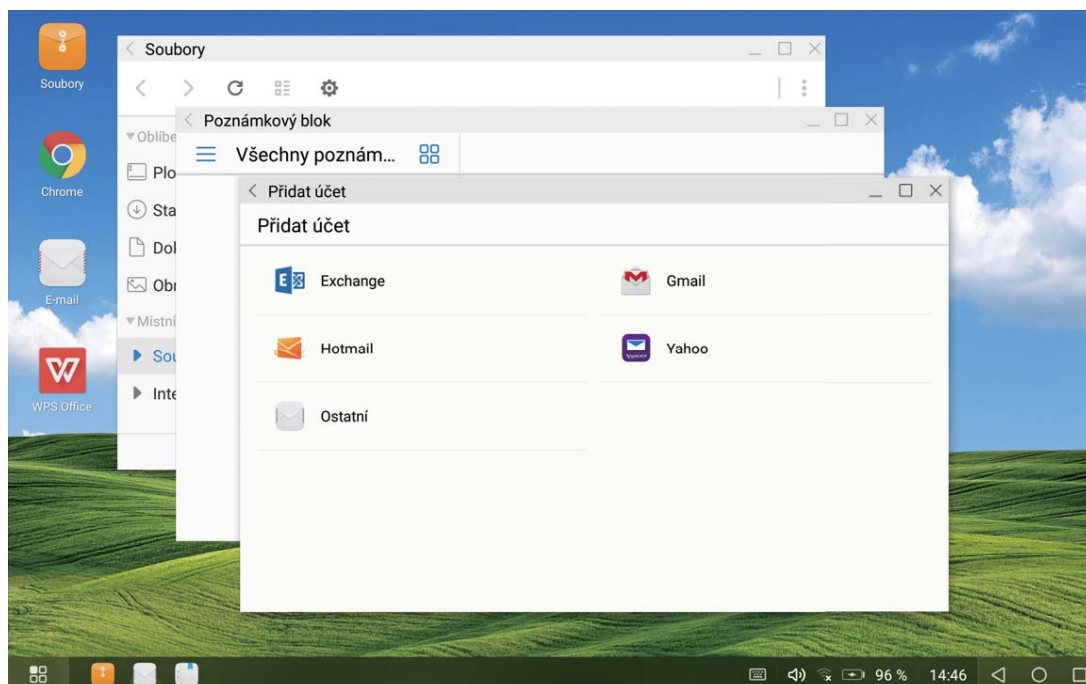 Soubory
Chrome
E-mail
WPS Office
Soubory
Oblíbe
Plo
Sta
Dok
Obr
Místní
Sou
Inte
Poznámkový blok
Všechny poznám...
Přidat účet
Přidat účet
Exchange
Gmail
Hotmail
Yahoo
Ostatní
96 %
14:46